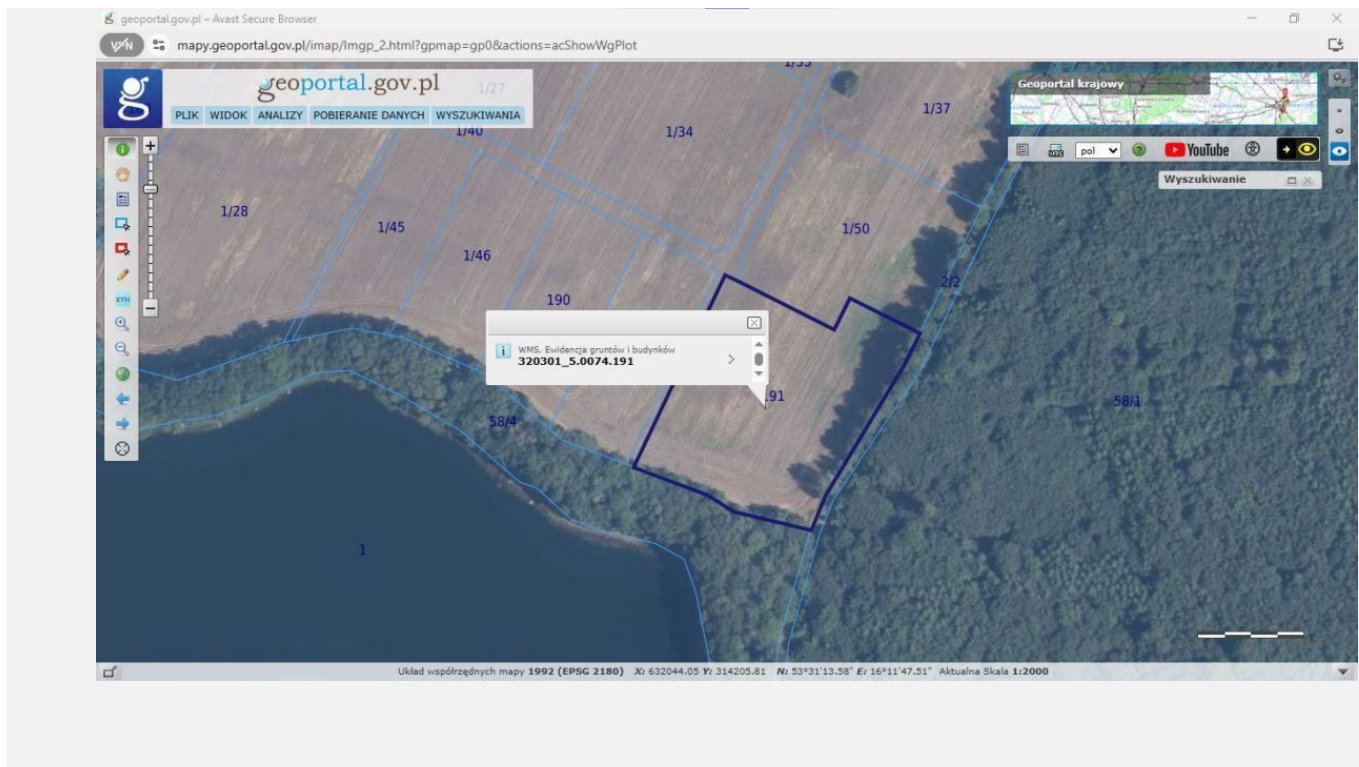 geoportal.gov.pl – Avast Secure Browser
VPN
mapy.geoportal.gov.pl/imap/Imgp_2.html?gpmap=gp0&actions=acShowWgPlot
geoportal.gov.pl
PLIK WIDOK ANALIZY POBIERANIE DANYCH WYSZUKIWANIA
Geoportal krajowy
pol
YouTube
Wyszukiwanie
1/27
1/33
1/37
1/40
1/34
1/28
1/45
1/50
1/46
2/2
190
WMS, Ewidencja gruntów i budynków
320301_5.0074.191
91
58/1
58/4
1
Układ współrzędnych mapy 1992 (EPSG 2180) X: 632044.05 Y: 314205.81 N: 53°31'13.58" E: 16°11'47.51" Aktualna Skala 1:2000